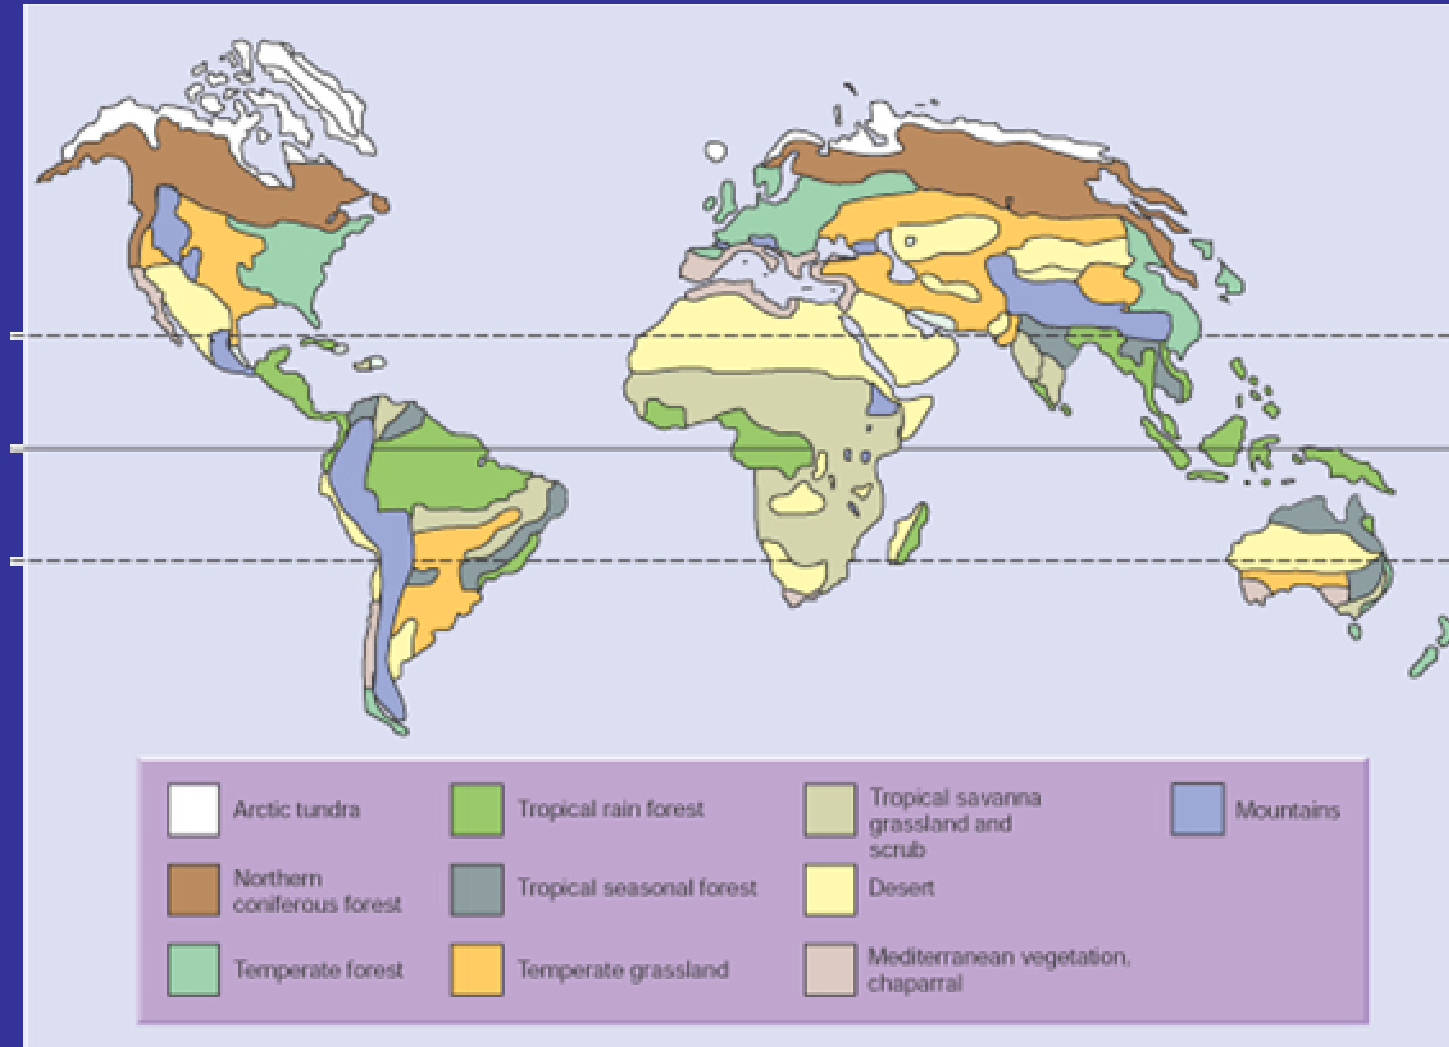 Arctic tundra
Northern
coniferous forest
Temperate forest
Tropical rain forest
Tropical seasonal forest
Temperate grassland
Tropical savanna
grassland and
scrub
Desert
Mediterranean vegetation,
chaparral
Mountains